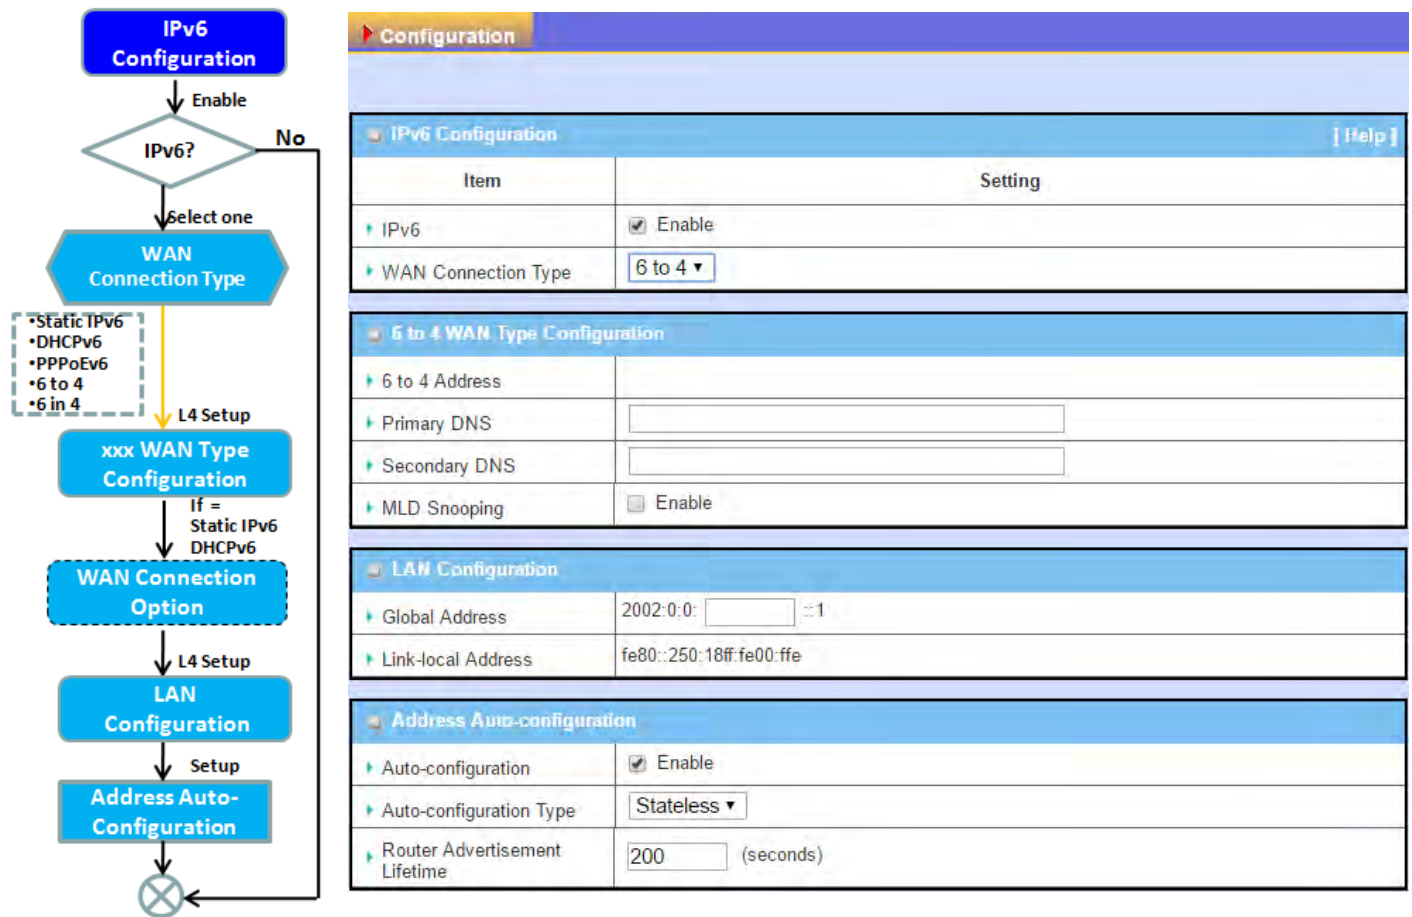 IPv6
Configuration
Enable
IPv6?
No
Select one
WAN
Connection Type
•Static IPv6
•DHCPv6
•PPPoEv6
•6 to 4
•6 in 4
L4 Setup
xxx WAN Type
Configuration
If =
Static IPv6
DHCPv6
WAN Connection
Option
L4 Setup
LAN
Configuration
Setup
Address Auto-
Configuration
Configuration
IPv6 Configuration [ Help ]
Item Setting
IPv6 Enable
WAN Connection Type 6 to 4
6 to 4 WAN Type Configuration
6 to 4 Address
Primary DNS
Secondary DNS
MLD Snooping Enable
LAN Configuration
Global Address 2002:0:0: ::1
Link-local Address fe80::250:18ff:fe00:ffe
Address Auto-configuration
Auto-configuration Enable
Auto-configuration Type Stateless
Router Advertisement
Lifetime 200 (seconds)